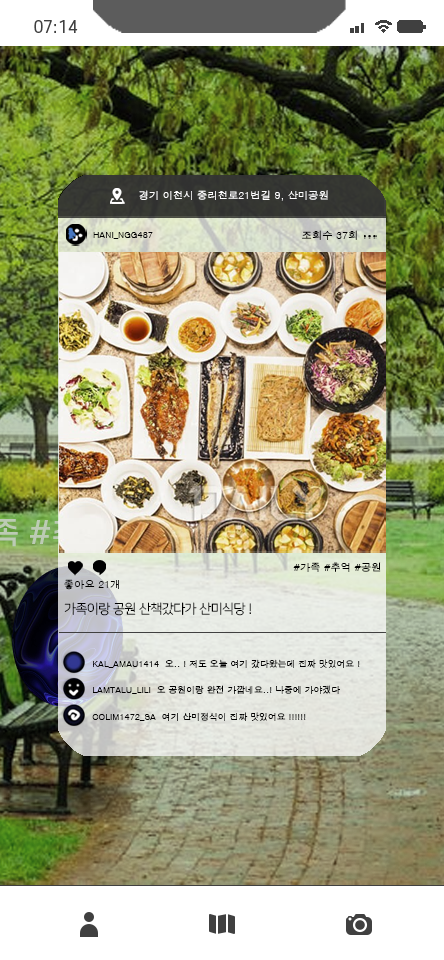 07:14
경기 이천시 중리천로21번길 9, 산미공원
HANI_NGG487
조회수 37회
족 #
#가족 #추억 #공원
좋아요 21개
가족이랑 공원 산책갔다가 산미식당 !
KAL_AMAU1414 오.. ! 저도 오늘 여기 갔다왔는데 진짜 맛있어요 !
LAMTALU_LILI 오 공원이랑 완전 가깝네요..! 나중에 가야겠다
OOLIM1472_SA 여기 산미정식이 진짜 맛있어요 !!!!!!